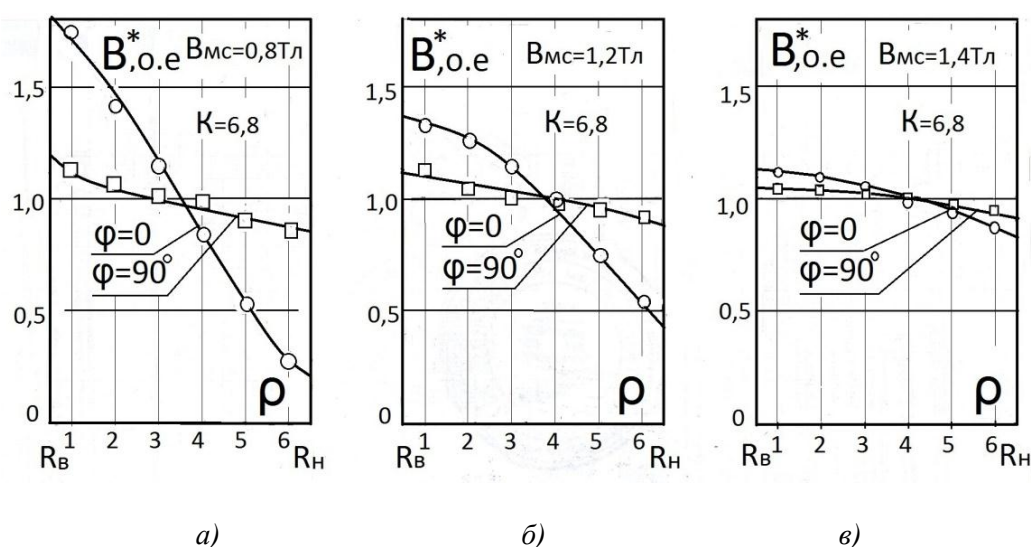 B*,о.е Вмс=0,8Тл
1,5
К=6,8
1,0
φ=0
φ=90°
0,5
ρ
0
1 2 3 4 5 6
Rв Rн
а)
B*,о.е Вмс=1,2Тл
1,5
К=6,8
1,0
φ=0
φ=90°
0,5
ρ
0
1 2 3 4 5 6
Rв Rн
б)
B*,о.е Вмс=1,4Тл
1,5
К=6,8
1,0
φ=0
φ=90°
0,5
ρ
0
1 2 3 4 5 6
Rв Rн
в)